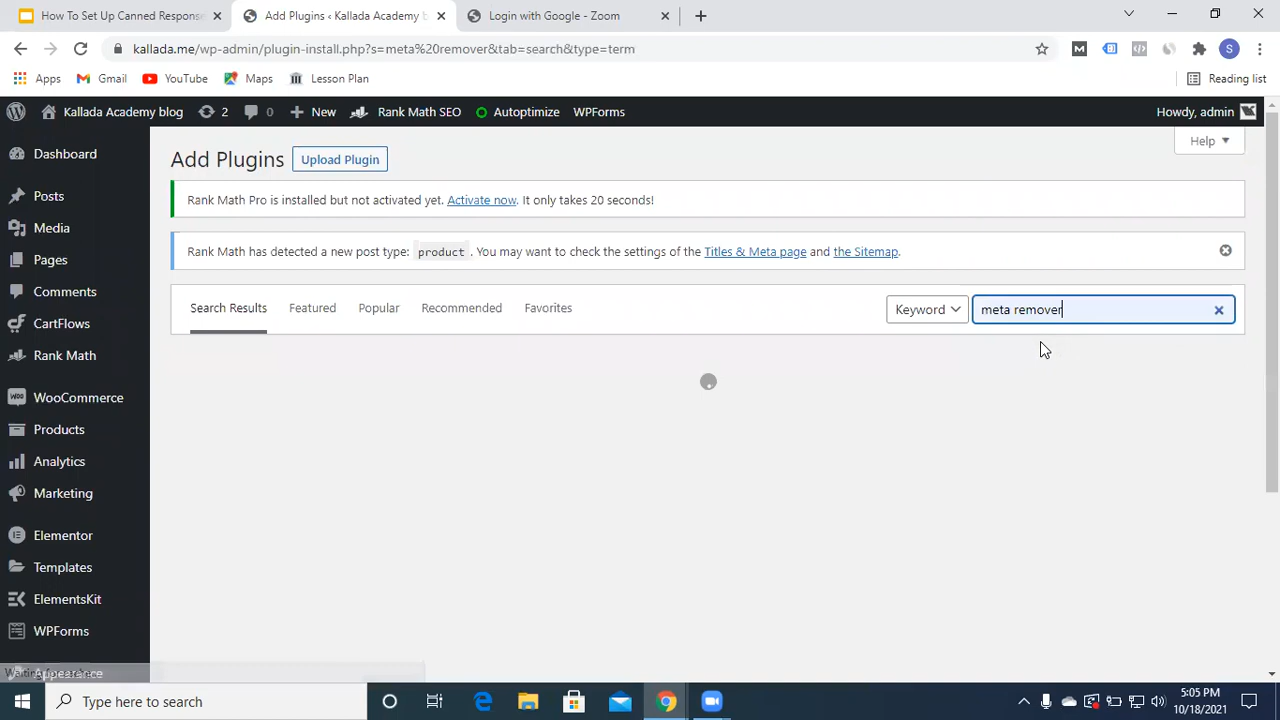 How To Set Up Canned Respons
Add Plugins ‹ Kallada Academy b
Login with Google - Zoom
kallada.me/wp-admin/plugin-install.php?s=meta%20remover&tab=search&type=term
Apps
Gmail
YouTube
Maps
Lesson Plan
Reading list
Kallada Academy blog
2
0
New
Rank Math SEO
Autoptimize
WPForms
Howdy, admin
Dashboard
Posts
Media
Pages
Comments
CartFlows
Rank Math
WooCommerce
Products
Analytics
Marketing
Elementor
Templates
ElementsKit
WPForms
Appearance
Help
Add Plugins
Upload Plugin
Rank Math Pro is installed but not activated yet. Activate now. It only takes 20 seconds!
Rank Math has detected a new post type: product . You may want to check the settings of the Titles & Meta page and the Sitemap.
Search Results
Featured
Popular
Recommended
Favorites
Keyword
meta remover
Type here to search
5:05 PM
10/18/2021